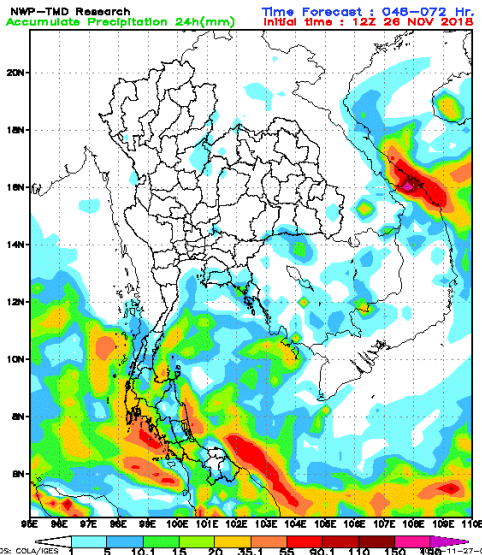 NWP-TMD Research Time Forecast : 048-072 Hr.
Accumulate Precipitation 24h(mm) Initial time : 12Z 26 NOV 2018
20N
18N
16N
14N
12N
10N
8N
6N
95E 96E 97E 98E 99E 100E 101E 102E 103E 104E 105E 106E 107E 108E 109E 110E
COLA/IGES 1 5 10.1 15 20 35.1 55 90.1 110 150